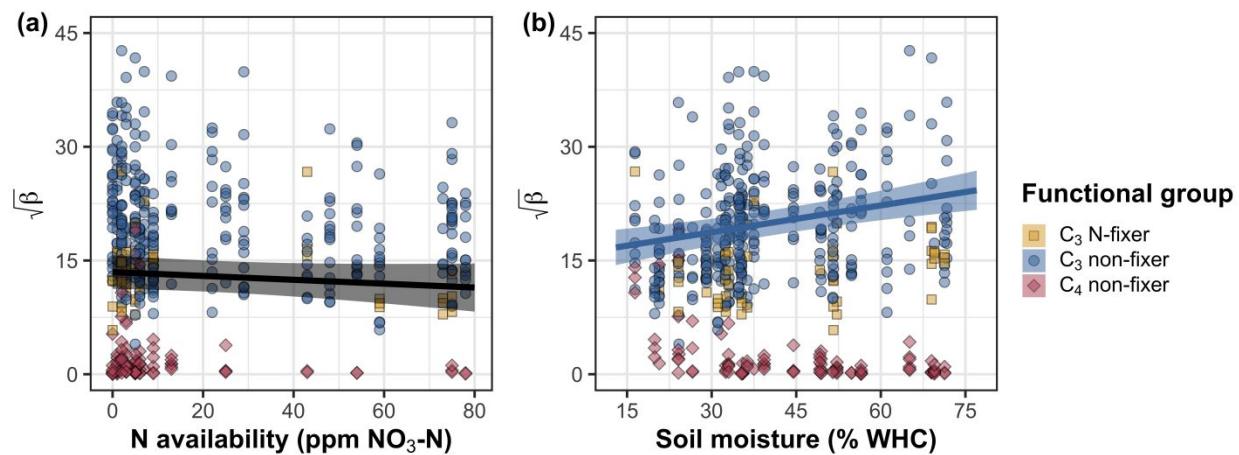 (a)
45
30
15
0
√β
0 20 40 60 80
N availability (ppm NO₃-N)
(b)
45
30
15
0
√β
15 30 45 60 75
Soil moisture (% WHC)
Functional group
C₃ N-fixer
C₃ non-fixer
C₄ non-fixer